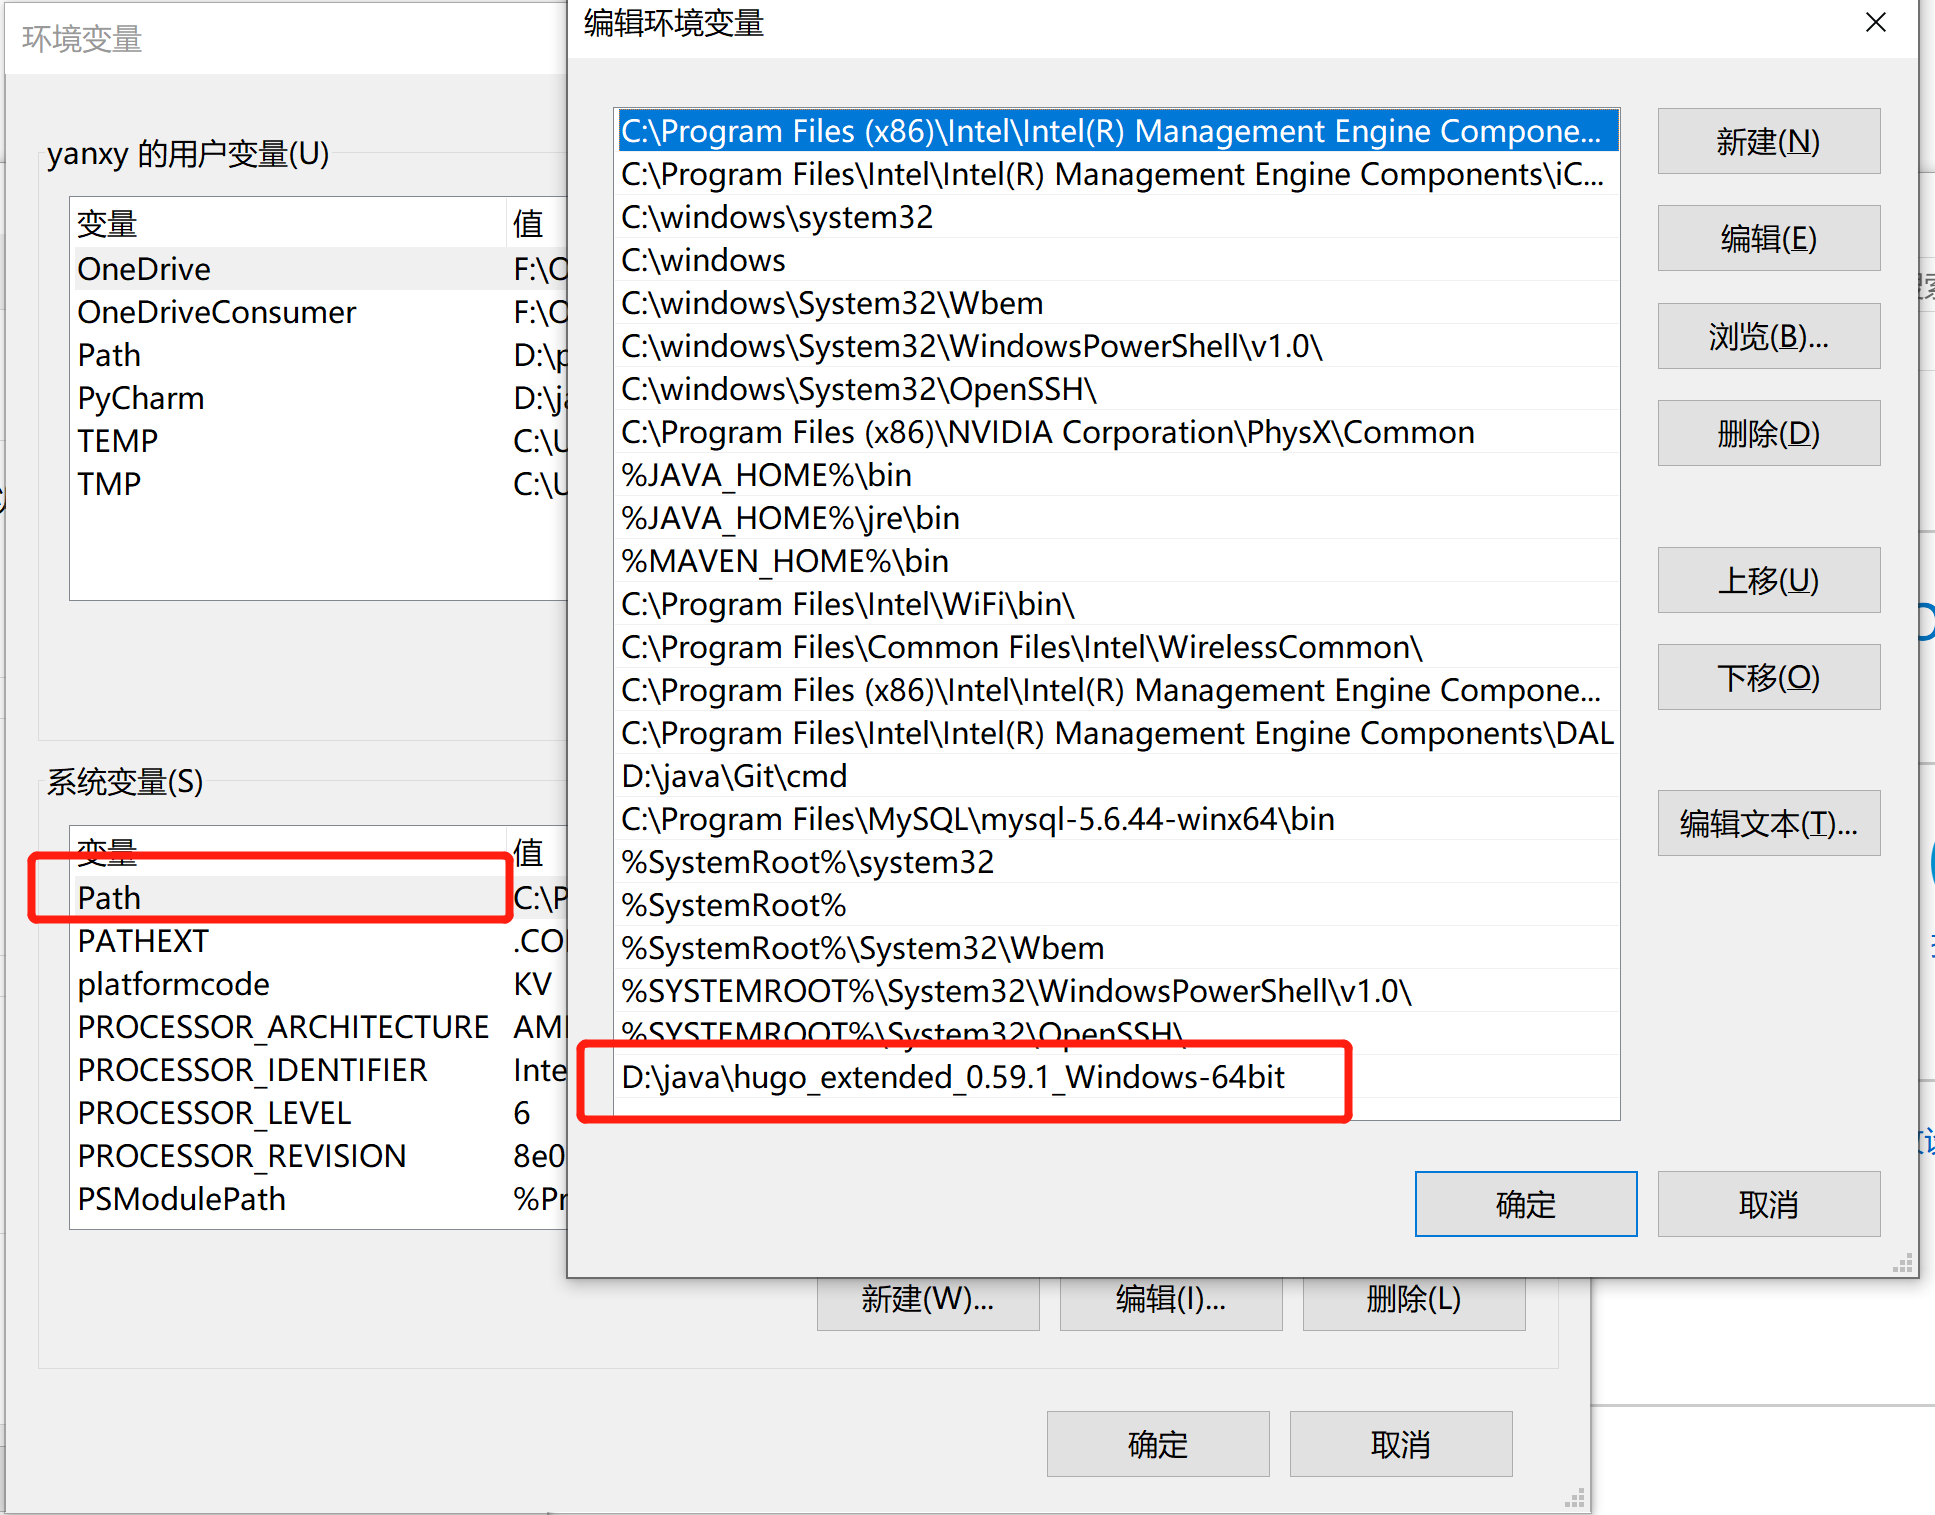 环境变量
yanxy 的用户变量(U)
变量 值
OneDrive F:\O
OneDriveConsumer F:\O
Path D:\p
PyCharm D:\ja
TEMP C:\U
TMP C:\U
系统变量(S)
变量 值
Path C:\P
PATHEXT .CO
platformcode KV
PROCESSOR_ARCHITECTURE AM
PROCESSOR_IDENTIFIER Inte
PROCESSOR_LEVEL 6
PROCESSOR_REVISION 8e0
PSModulePath %Pr
新建(W)... 编辑(I)... 删除(L)
确定 取消
编辑环境变量
C:\Program Files (x86)\Intel\Intel(R) Management Engine Compone...
C:\Program Files\Intel\Intel(R) Management Engine Components\iC...
C:\windows\system32
C:\windows
C:\windows\System32\Wbem
C:\windows\System32\WindowsPowerShell\v1.0\
C:\windows\System32\OpenSSH\
C:\Program Files (x86)\NVIDIA Corporation\PhysX\Common
%JAVA_HOME%\bin
%JAVA_HOME%\jre\bin
%MAVEN_HOME%\bin
C:\Program Files\Intel\WiFi\bin\
C:\Program Files\Common Files\Intel\WirelessCommon\
C:\Program Files (x86)\Intel\Intel(R) Management Engine Compone...
C:\Program Files\Intel\Intel(R) Management Engine Components\DAL
D:\java\Git\cmd
C:\Program Files\MySQL\mysql-5.6.44-winx64\bin
%SystemRoot%\system32
%SystemRoot%
%SystemRoot%\System32\Wbem
%SYSTEMROOT%\System32\WindowsPowerShell\v1.0\
%SYSTEMROOT%\System32\OpenSSH\
D:\java\hugo_extended_0.59.1_Windows-64bit
新建(N)
编辑(E)
浏览(B)...
删除(D)
上移(U)
下移(O)
编辑文本(T)...
确定 取消